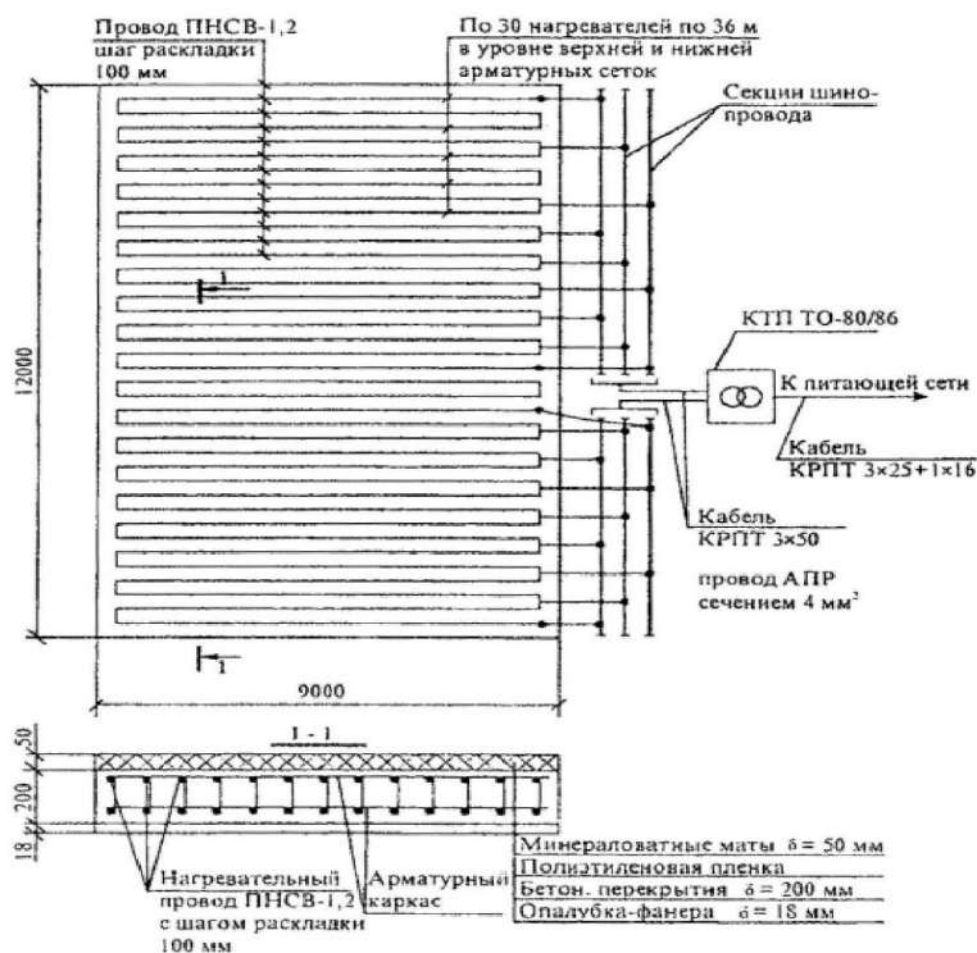 Провод ПНСВ-1,2
шаг раскладки
100 мм
По 30 нагревателей по 36 м
в уровне верхней и нижней
арматурных сеток
Секции шино-
провода
1
КТП ТО-80/86
К питающей сети
12000
Кабель
КРПТ 3×25+1×16
Кабель
КРПТ 3×50
провод АПР
сечением 4 мм²
1
9000
1 - 1
50
200
18
Минераловатные маты δ = 50 мм
Полиэтиленовая пленка
Бетон. перекрытия δ = 200 мм
Опалубка-фанера δ = 18 мм
Нагревательный
провод ПНСВ-1,2
с шагом раскладки
100 мм
Арматурный
каркас